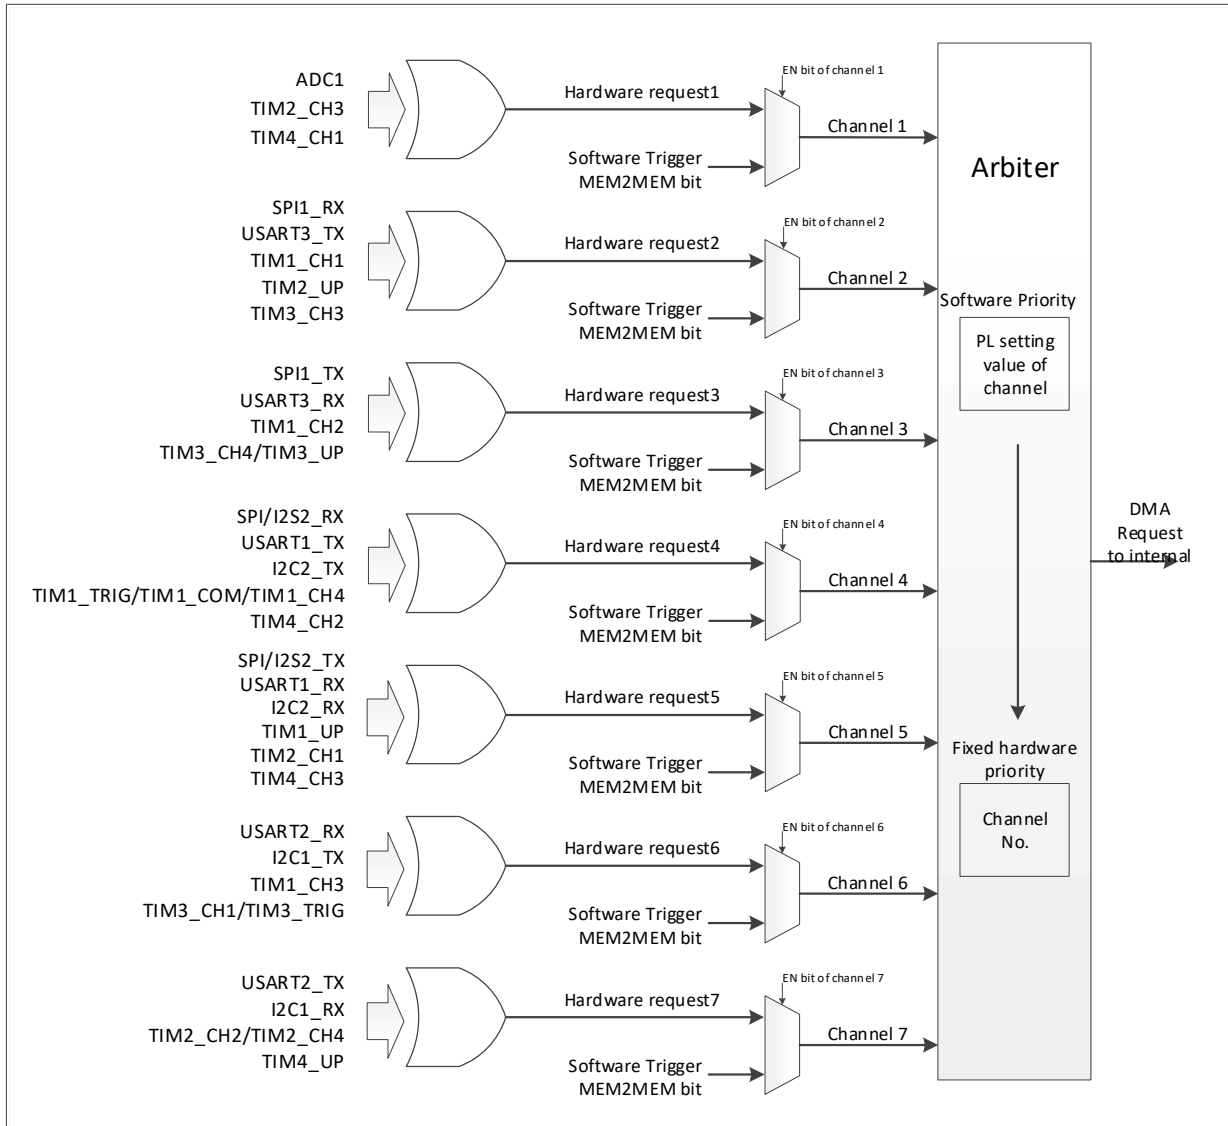 ADC1
TIM2_CH3
TIM4_CH1
Hardware request1
Software Trigger
MEM2MEM bit
EN bit of channel 1
Channel 1
SPI1_RX
USART3_TX
TIM1_CH1
TIM2_UP
TIM3_CH3
Hardware request2
Software Trigger
MEM2MEM bit
EN bit of channel 2
Channel 2
SPI1_TX
USART3_RX
TIM1_CH2
TIM3_CH4/TIM3_UP
Hardware request3
Software Trigger
MEM2MEM bit
EN bit of channel 3
Channel 3
SPI/I2S2_RX
USART1_TX
I2C2_TX
TIM1_TRIG/TIM1_COM/TIM1_CH4
TIM4_CH2
Hardware request4
Software Trigger
MEM2MEM bit
EN bit of channel 4
Channel 4
SPI/I2S2_TX
USART1_RX
I2C2_RX
TIM1_UP
TIM2_CH1
TIM4_CH3
Hardware request5
Software Trigger
MEM2MEM bit
EN bit of channel 5
Channel 5
USART2_RX
I2C1_TX
TIM1_CH3
TIM3_CH1/TIM3_TRIG
Hardware request6
Software Trigger
MEM2MEM bit
EN bit of channel 6
Channel 6
USART2_TX
I2C1_RX
TIM2_CH2/TIM2_CH4
TIM4_UP
Hardware request7
Software Trigger
MEM2MEM bit
EN bit of channel 7
Channel 7
Arbiter
Software Priority
PL setting
value of
channel
Fixed hardware
priority
Channel
No.
DMA
Request
to internal